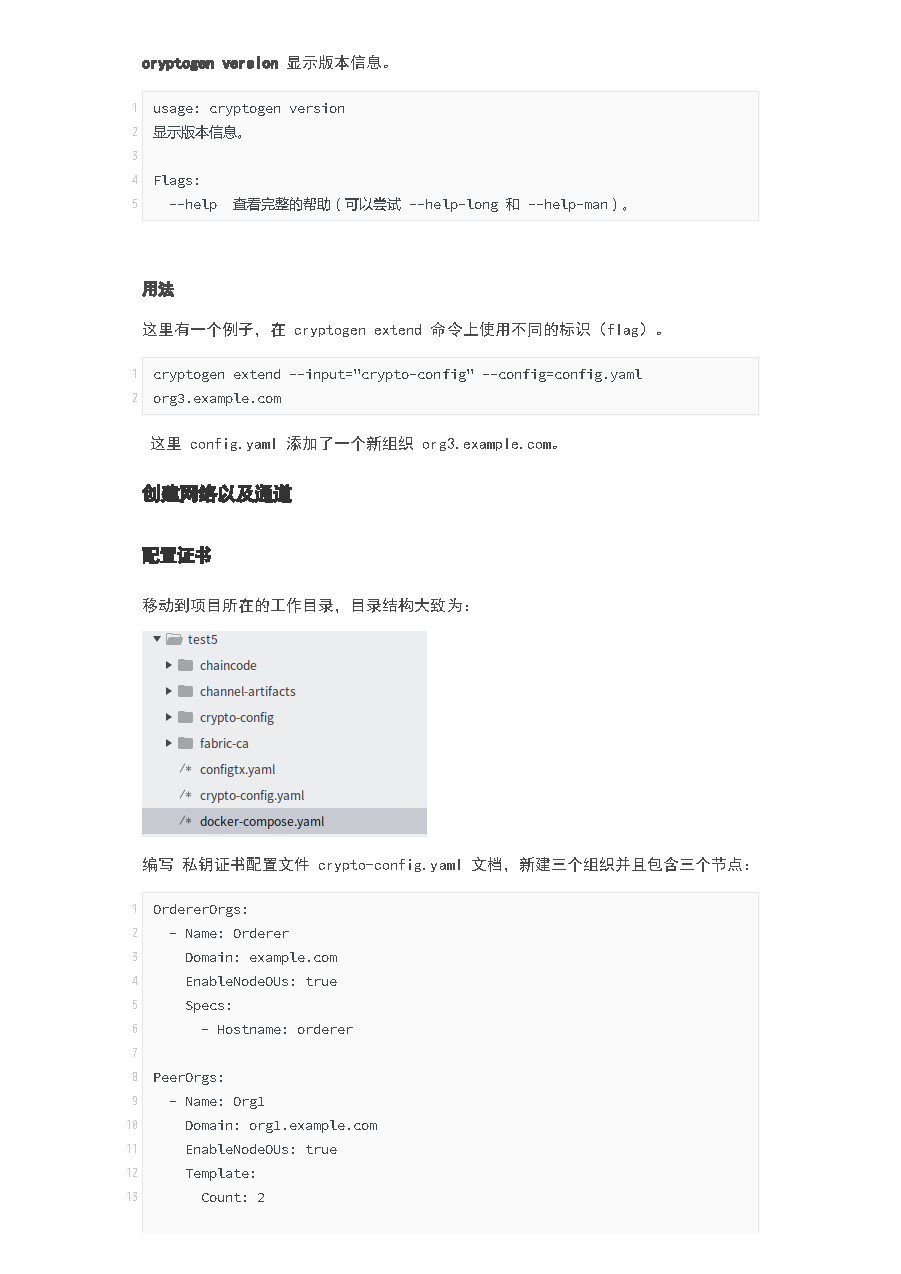 cryptogen version 显示版本信息。
1 usage: cryptogen version
2 显示版本信息。
3
4 Flags:
5   --help  查看完整的帮助(可以尝试 --help-long 和 --help-man)。
用法
这里有一个例子，在 cryptogen extend 命令上使用不同的标识（flag）。
1 cryptogen extend --input="crypto-config" --config=config.yaml
2 org3.example.com
这里 config.yaml 添加了一个新组织 org3.example.com。
创建网络以及通道
配置证书
移动到项目所在的工作目录，目录结构大致为：
test5
chaincode
channel-artifacts
crypto-config
fabric-ca
/* configtx.yaml
/* crypto-config.yaml
/* docker-compose.yaml
编写 私钥证书配置文件 crypto-config.yaml 文档，新建三个组织并且包含三个节点：
1 OrdererOrgs:
2   - Name: Orderer
3     Domain: example.com
4     EnableNodeOUs: true
5     Specs:
6       - Hostname: orderer
7
8 PeerOrgs:
9   - Name: Org1
10     Domain: org1.example.com
11     EnableNodeOUs: true
12     Template:
13       Count: 2